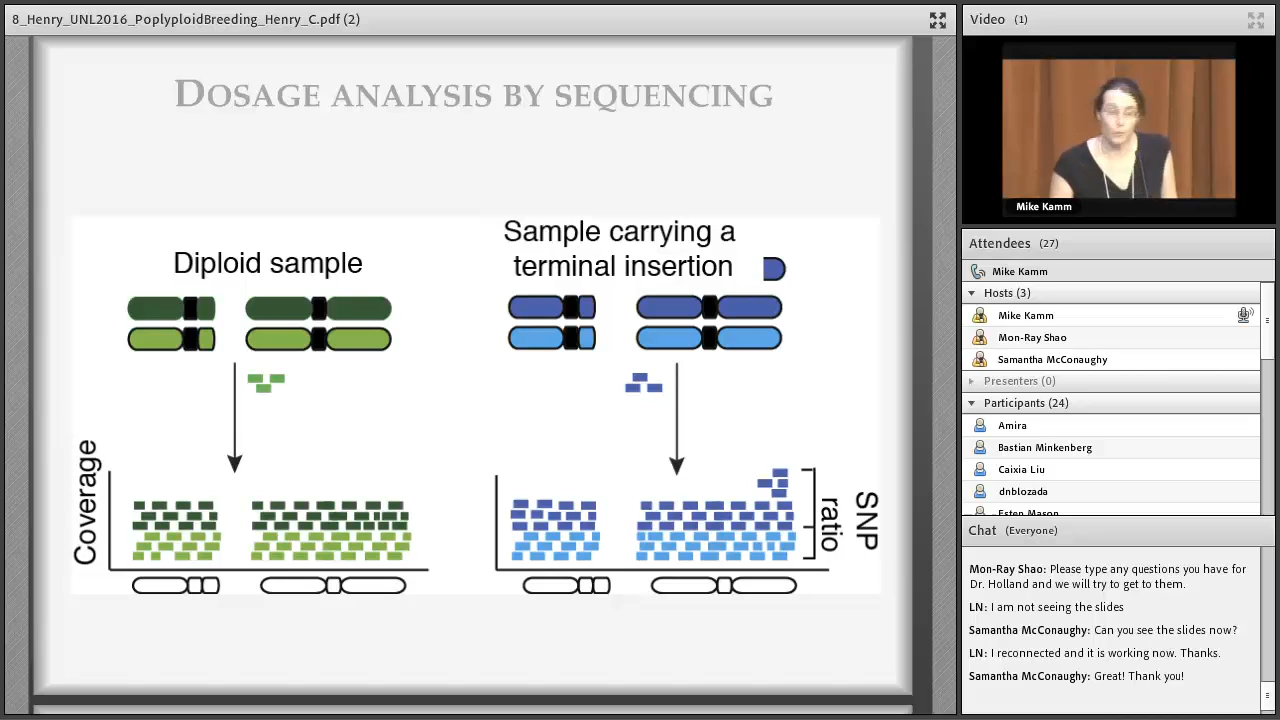 8_Henry_UNL2016_PoplyploidBreeding_Henry_C.pdf (2)
DOSAGE ANALYSIS BY SEQUENCING
Diploid sample
Sample carrying a
terminal insertion
Coverage
SNP
ratio
Video (1)
Mike Kamm
Attendees (27)
Mike Kamm
Hosts (3)
Mike Kamm
Mon-Ray Shao
Samantha McConaughy
Presenters (0)
Participants (24)
Amira
Bastian Minkenberg
Caixia Liu
dnblozada
Esten Mason
Chat (Everyone)
Mon-Ray Shao: Please type any questions you have for
Dr. Holland and we will try to get to them.
LN: I am not seeing the slides
Samantha McConaughy: Can you see the slides now?
LN: I reconnected and it is working now. Thanks.
Samantha McConaughy: Great! Thank you!